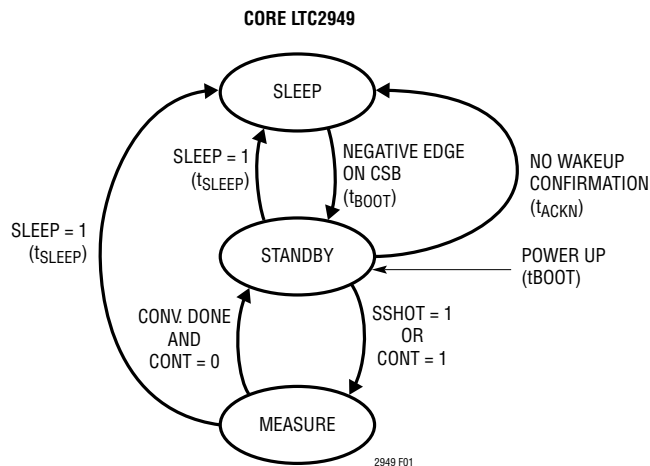 CORE LTC2949
SLEEP
SLEEP = 1
(tSLEEP)
NEGATIVE EDGE
ON CSB
(tBOOT)
NO WAKEUP
CONFIRMATION
(tACKN)
SLEEP = 1
(tSLEEP)
STANDBY
POWER UP
(tBOOT)
CONV. DONE
AND
CONT = 0
SSHOT = 1
OR
CONT = 1
MEASURE
2949 F01